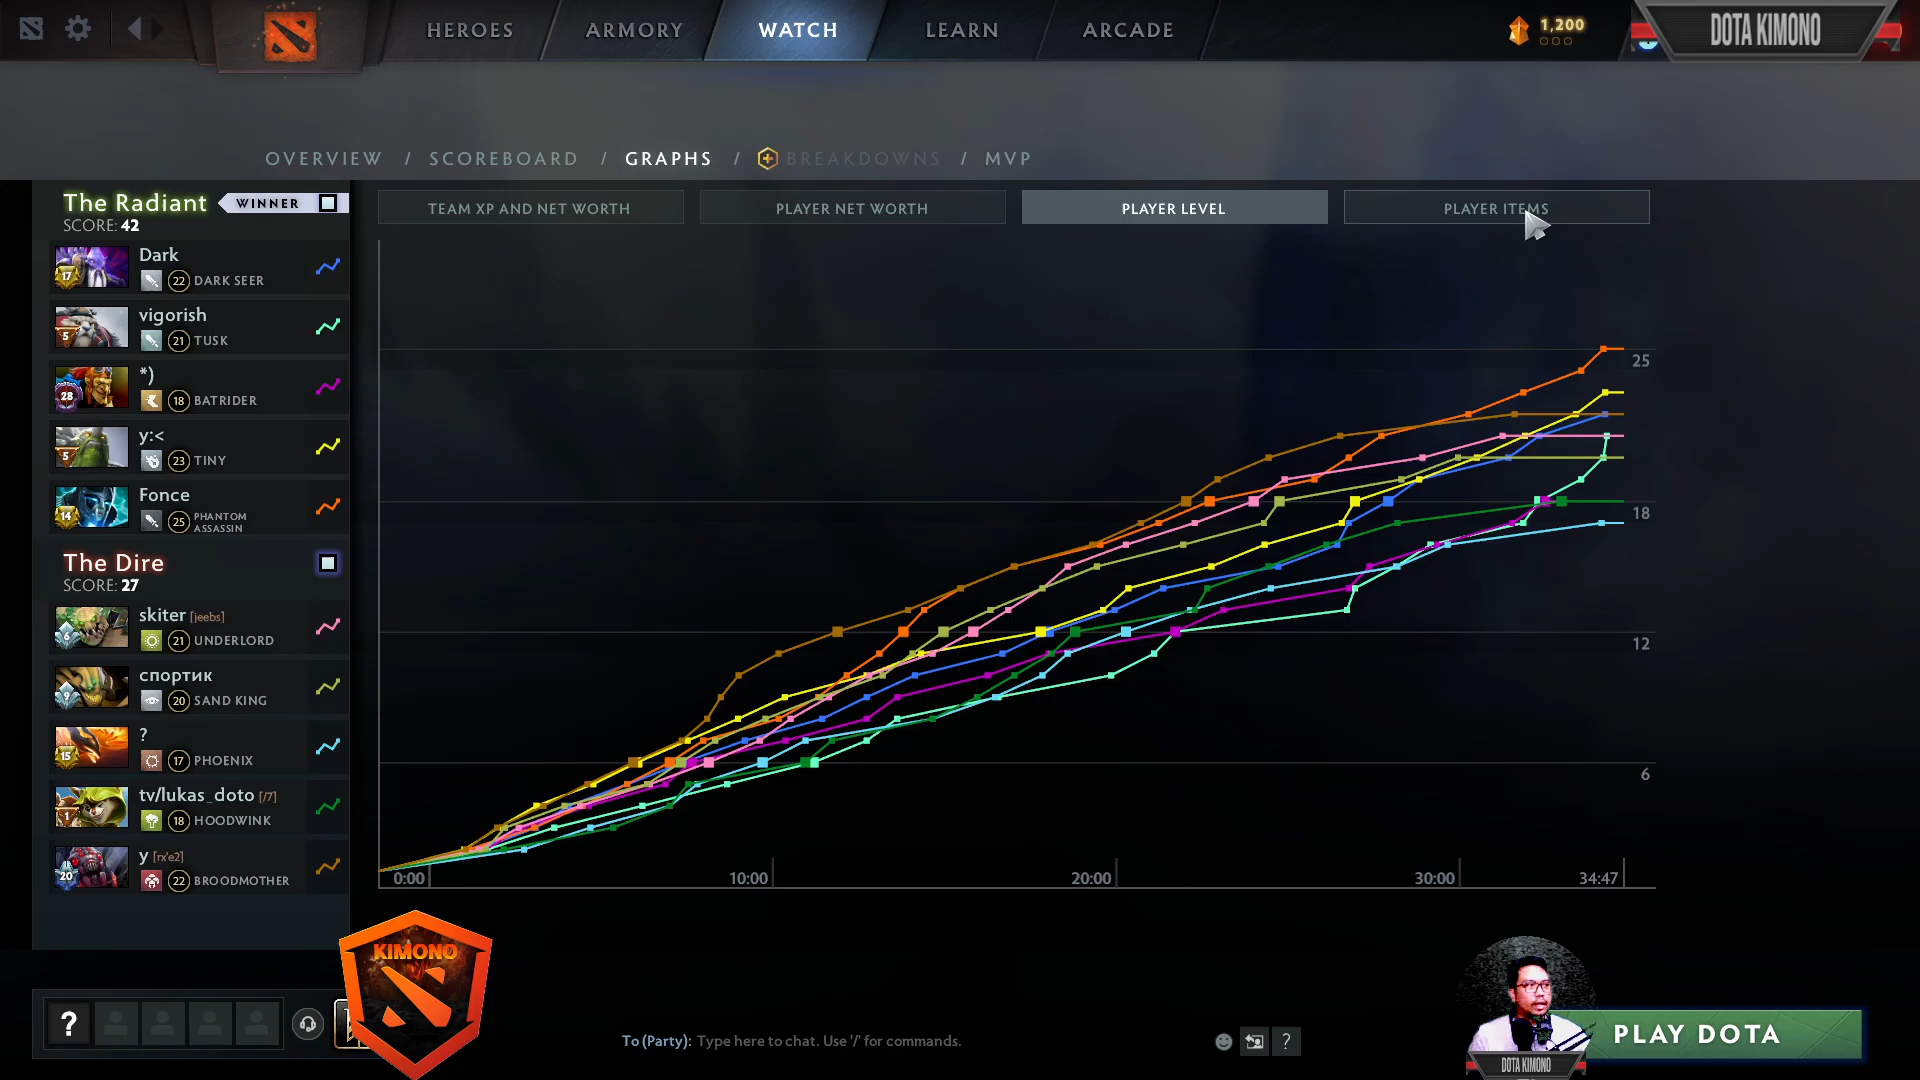 HEROES ARMORY WATCH LEARN ARCADE 1,200 DOTA KIMONO
OVERVIEW / SCOREBOARD / GRAPHS / BREAKDOWNS / MVP
TEAM XP AND NET WORTH PLAYER NET WORTH PLAYER LEVEL PLAYER ITEMS
The Radiant WINNER
SCORE: 42
Dark
17 22 DARK SEER
vigorish
5 21 TUSK
*)
28 18 BATRIDER
y:<
5 23 TINY
Fonce
14 25 PHANTOM
ASSASSIN
The Dire
SCORE: 27
skiter [jeebs]
6 21 UNDERLORD
спортик
9 20 SAND KING
?
15 17 PHOENIX
tv/lukas_doto [/7]
1 18 HOODWINK
y [rx'e2]
20 22 BROODMOTHER
25
18
12
6
0:00 10:00 20:00 30:00 34:47
KIMONO
?
To (Party): Type here to chat. Use '/' for commands.
?
PLAY DOTA
DOTA KIMONO